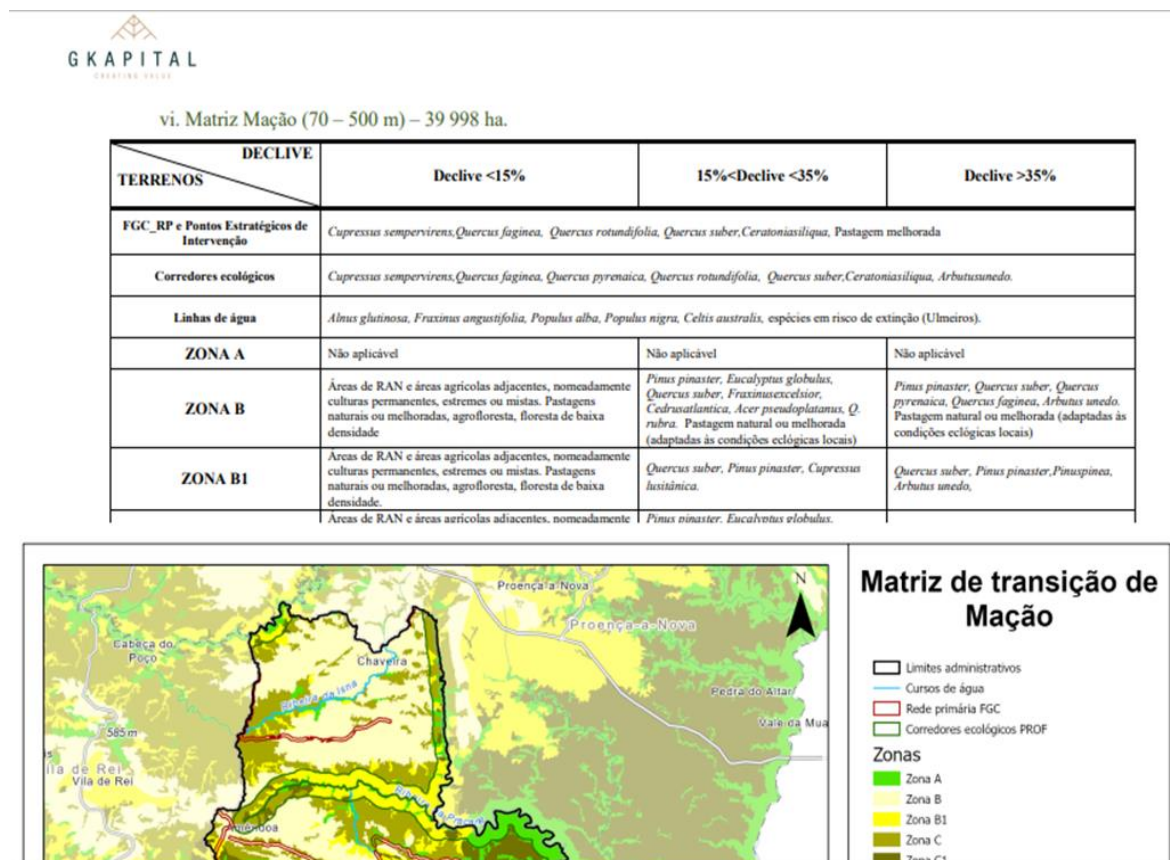 GKAPITAL
CREATING VALUE
vi. Matriz Mação (70 – 500 m) – 39 998 ha.
DECLIVE
TERRENOS
Declive <15%
15%<Declive <35%
Declive >35%
FGC_RP e Pontos Estratégicos de
Intervenção
Cupressus sempervirens,Quercus faginea, Quercus rotundifolia, Quercus suber,Ceratoniasiliqua, Pastagem melhorada
Corredores ecológicos
Cupressus sempervirens,Quercus faginea, Quercus pyrenaica, Quercus rotundifolia, Quercus suber,Ceratoniasiliqua, Arbutusunedo.
Linhas de água
Alnus glutinosa, Fraxinus angustifolia, Populus alba, Populus nigra, Celtis australis, espécies em risco de extinção (Ulmeiros).
ZONA A
Não aplicável
Não aplicável
Não aplicável
ZONA B
Áreas de RAN e áreas agrícolas adjacentes, nomeadamente
culturas permanentes, estremes ou mistas. Pastagens
naturais ou melhoradas, agrofloresta, floresta de baixa
densidade
Pinus pinaster, Eucalyptus globulus,
Quercus suber, Fraxinusexcelsior,
Cedrusatlantica, Acer pseudoplatanus, Q.
rubra. Pastagem natural ou melhorada
(adaptadas às condições eclógicas locais)
Pinus pinaster, Quercus suber, Quercus
pyrenaica, Quercus faginea, Arbutus unedo.
Pastagem natural ou melhorada (adaptadas às
condições eclógicas locais)
ZONA B1
Áreas de RAN e áreas agrícolas adjacentes, nomeadamente
culturas permanentes, estremes ou mistas. Pastagens
naturais ou melhoradas, agrofloresta, floresta de baixa
densidade.
Quercus suber, Pinus pinaster, Cupressus
lusitânica.
Quercus suber, Pinus pinaster,Pinuspinea,
Arbutus unedo,
Áreas de RAN e áreas agrícolas adjacentes, nomeadamente
Pinus pinaster, Eucalyptus globulus,
Matriz de transição de
Mação
Limites administrativos
Cursos de água
Rede primária FGC
Corredores ecológicos PROF
Zonas
Zona A
Zona B
Zona B1
Zona C
Zona C1
N
Proença-a-Nova
Proença-a-Nova
Cabeça do
Poço
Chaveira
Ribeira da Isna
Pedra do Altar
Vale da Mua
585 m
ila de Rei
Vila de Rei
Amêndoa